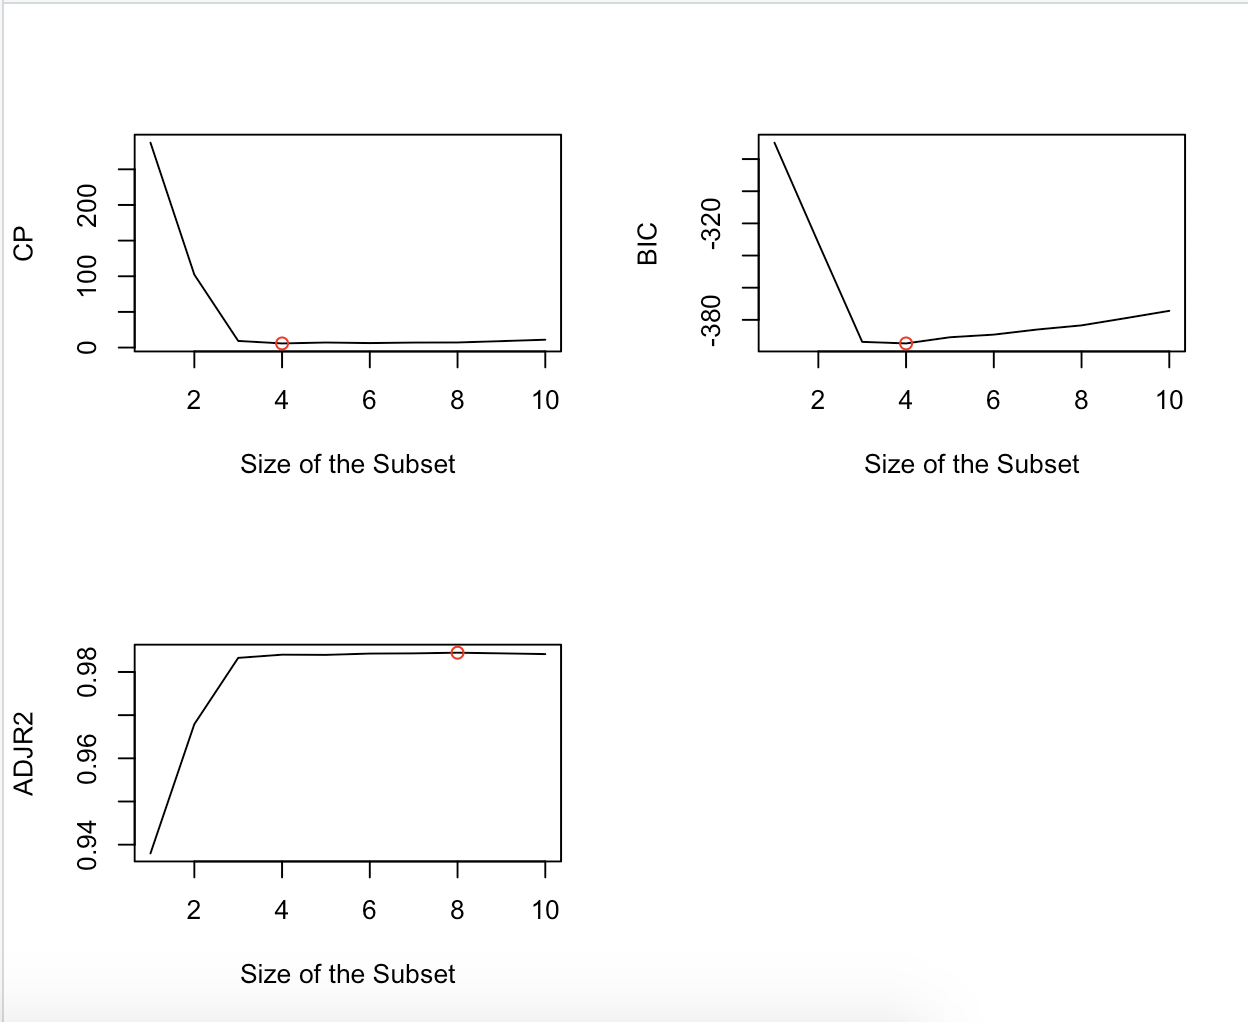 CP
200
100
0
2 4 6 8 10
Size of the Subset
BIC
-320
-380
2 4 6 8 10
Size of the Subset
ADJR2
0.98
0.96
0.94
2 4 6 8 10
Size of the Subset